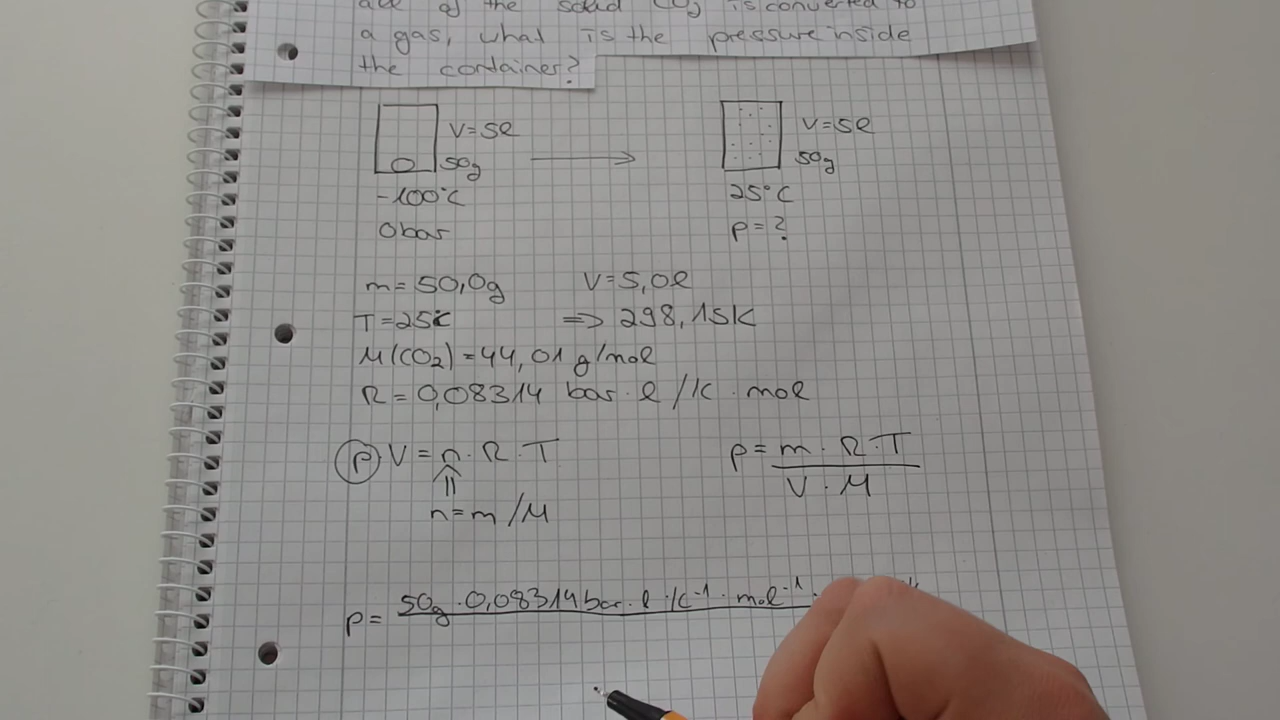 all of the solid CO₂ is converted to
a gas, what is the pressure inside
the container?
V=5l V=5l
50g 50g
-100°C 25°C
0bar p=?
m=50,0g V=5,0l
T=25°C => 298,15K
M(CO₂)=44,01 g/mol
R=0,08314 bar·l/K·mol
p V=n·R·T p=m·R·T
V·M
n=m/M
50g·0,08314bar·l·K⁻¹·mol⁻¹·
p=